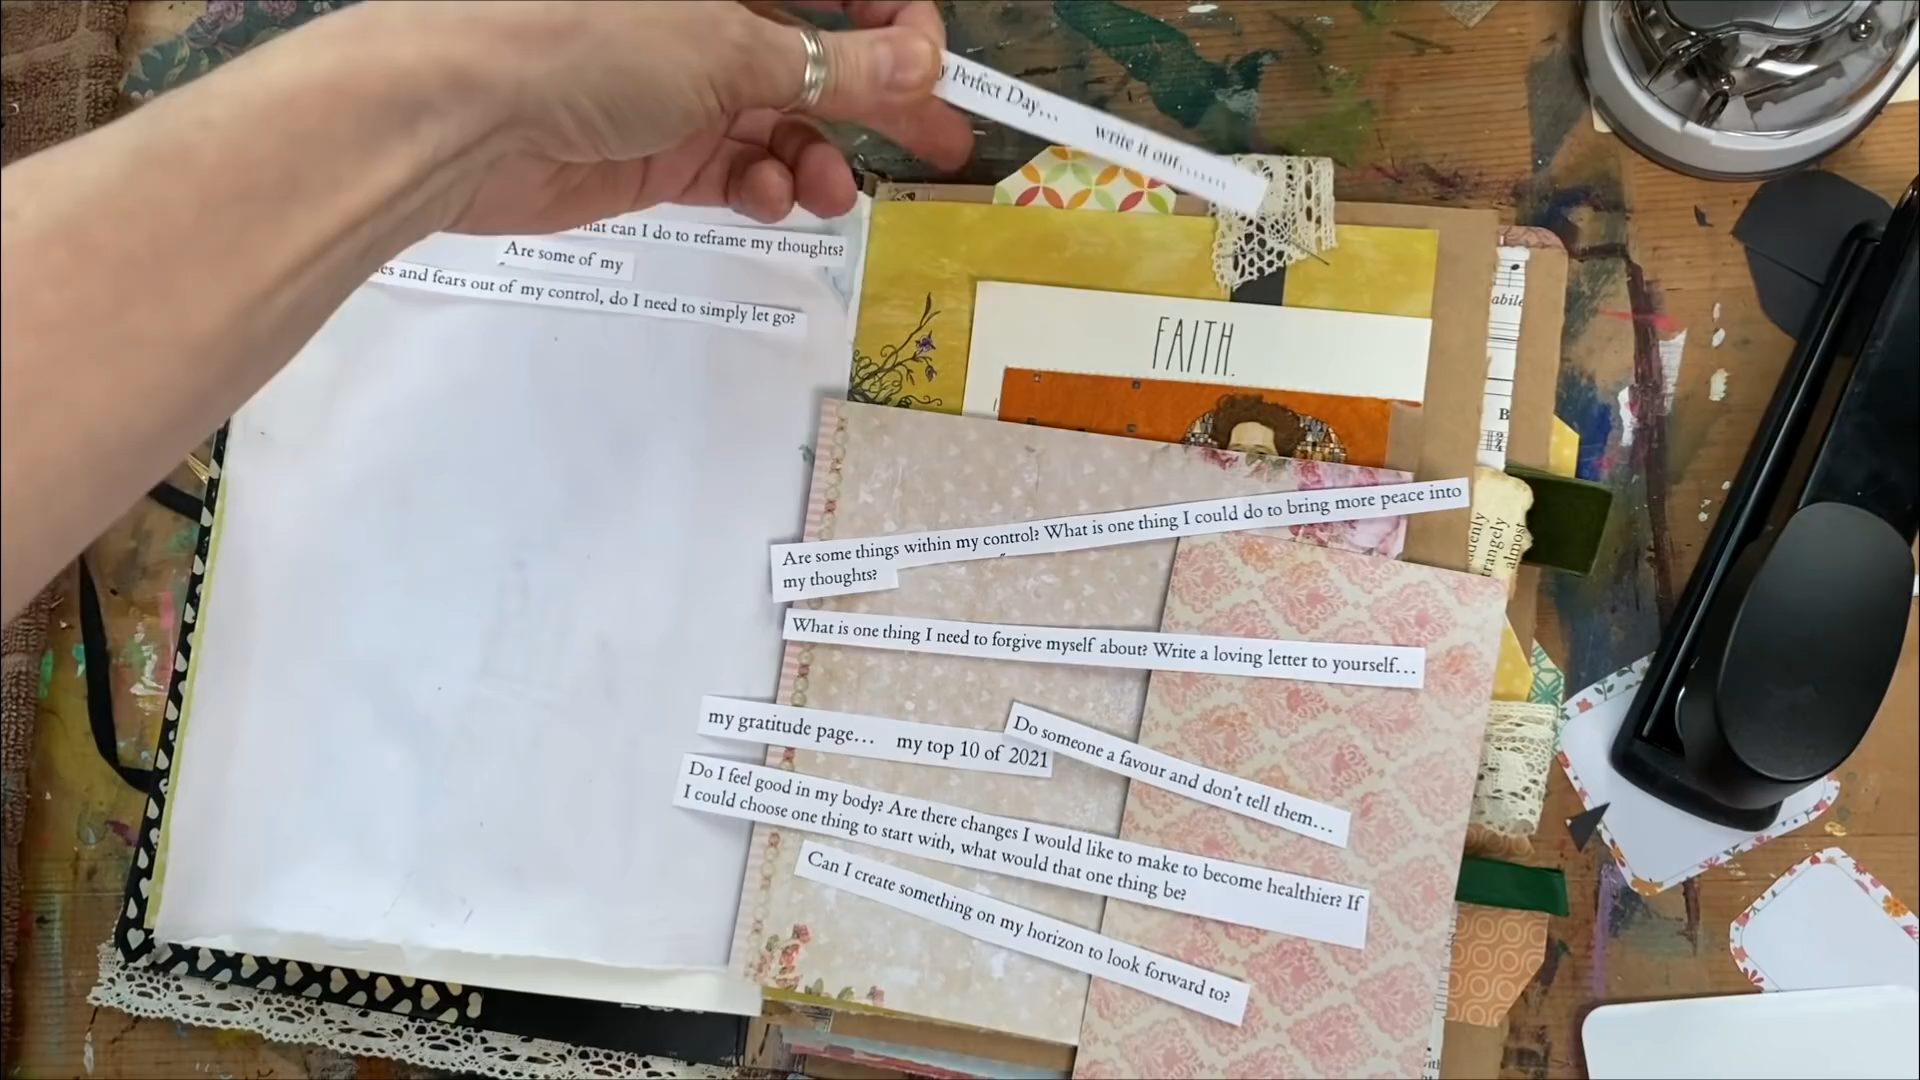 Perfect Day... write it out........
can I do to reframe my thoughts?
Are some of my
and fears out of my control, do I need to simply let go?
abile
FAITH.
B
Are some things within my control? What is one thing I could do to bring more peace into
my thoughts?
trangely
almost
What is one thing I need to forgive myself about? Write a loving letter to yourself...
my gratitude page... my top 10 of 2021
Do someone a favour and don't tell them...
Do I feel good in my body? Are there changes I would like to make to become healthier? If
I could choose one thing to start with, what would that one thing be?
Can I create something on my horizon to look forward to?